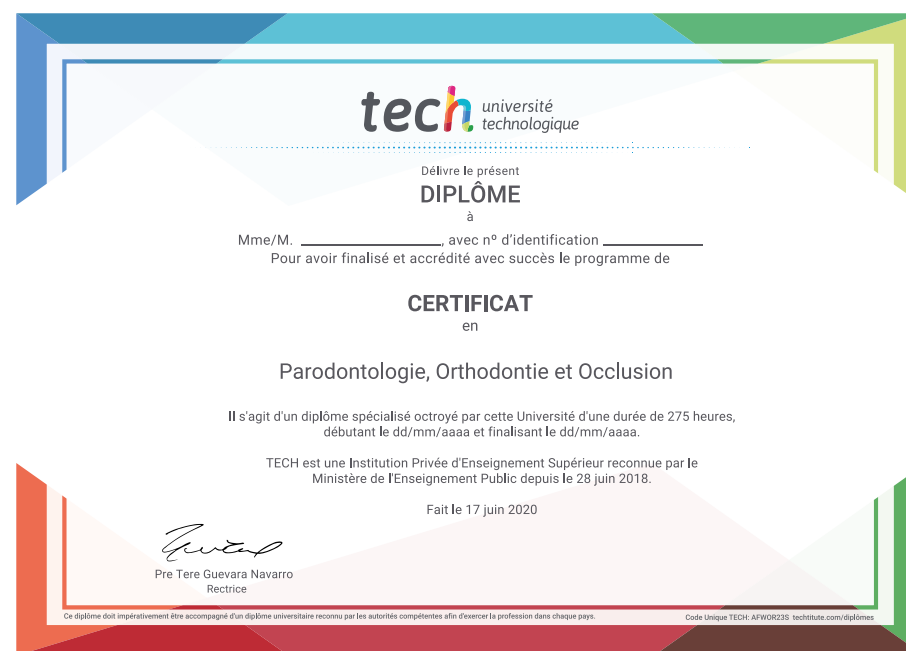 tech université
technologique
Délivre le présent
DIPLÔME
à
Mme/M. ____________________, avec nº d'identification ______________
Pour avoir finalisé et accrédité avec succès le programme de
CERTIFICAT
en
Parodontologie, Orthodontie et Occlusion
Il s'agit d'un diplôme spécialisé octroyé par cette Université d'une durée de 275 heures,
débutant le dd/mm/aaaa et finalisant le dd/mm/aaaa.
TECH est une Institution Privée d'Enseignement Supérieur reconnue par le
Ministère de l'Enseignement Public depuis le 28 juin 2018.
Fait le 17 juin 2020
Pre Tere Guevara Navarro
Rectrice
Ce diplôme doit impérativement être accompagné d'un diplôme universitaire reconnu par les autorités compétentes afin d'exercer la profession dans chaque pays.
Code Unique TECH: AFWOR23S techtitute.com/diplômes